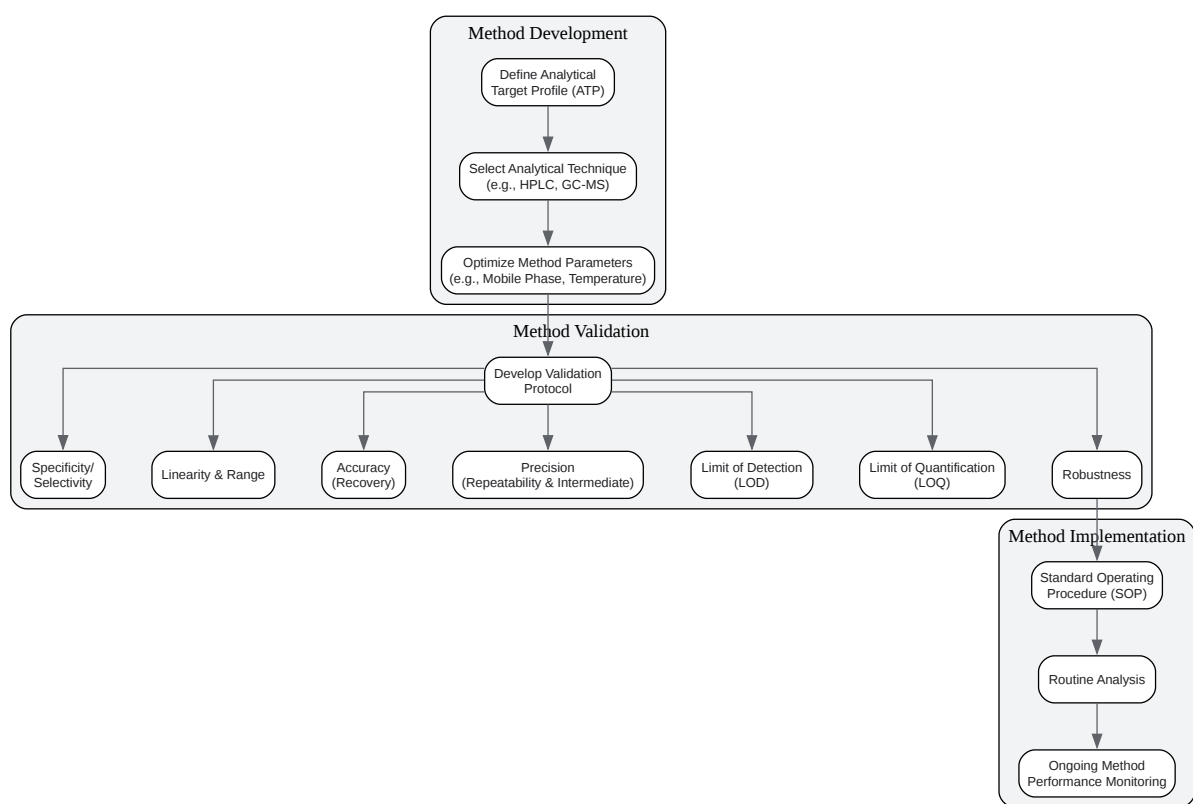 Method Development
Define Analytical
Target Profile (ATP)
Select Analytical Technique
(e.g., HPLC, GC-MS)
Optimize Method Parameters
(e.g., Mobile Phase, Temperature)
Method Validation
Develop Validation
Protocol
Specificity/
Selectivity
Linearity & Range
Accuracy
(Recovery)
Precision
(Repeatability & Intermediate)
Limit of Detection
(LOD)
Limit of Quantification
(LOQ)
Robustness
Method Implementation
Standard Operating
Procedure (SOP)
Routine Analysis
Ongoing Method
Performance Monitoring